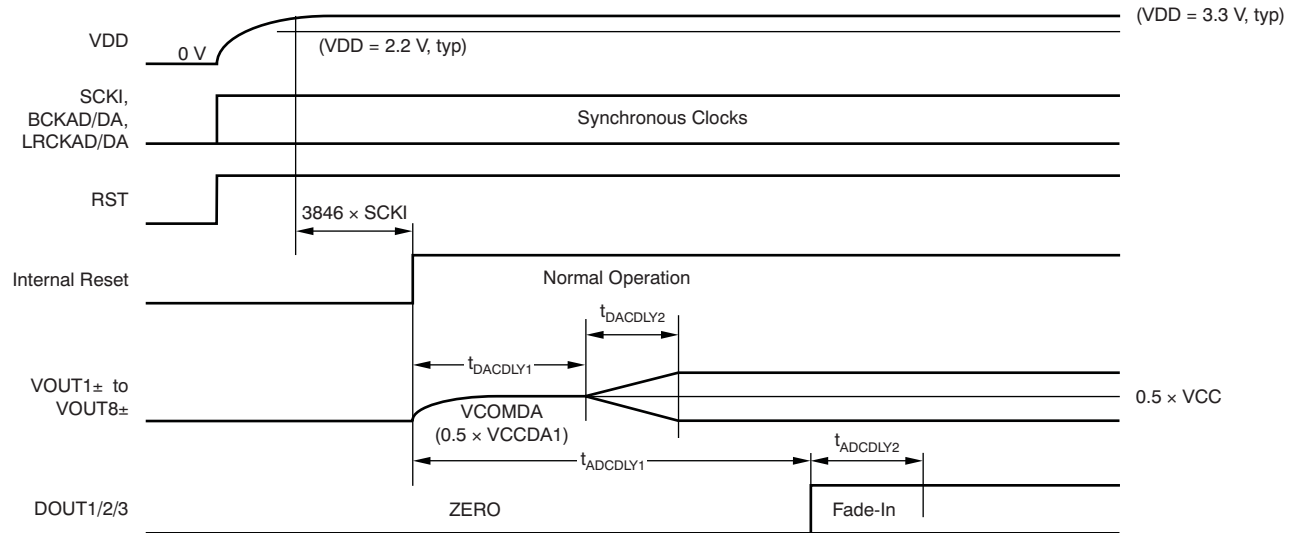 (VDD = 3.3 V, typ)
VDD
0 V
(VDD = 2.2 V, typ)
SCKI,
BCKAD/DA,
LRCKAD/DA
Synchronous Clocks
RST
3846 × SCKI
Internal Reset
Normal Operation
tDACDLY2
tDACDLY1
VOUT1± to
VOUT8±
VCOMDA
(0.5 × VCCDA1)
0.5 × VCC
tADCDLY2
tADCDLY1
DOUT1/2/3
ZERO
Fade-In